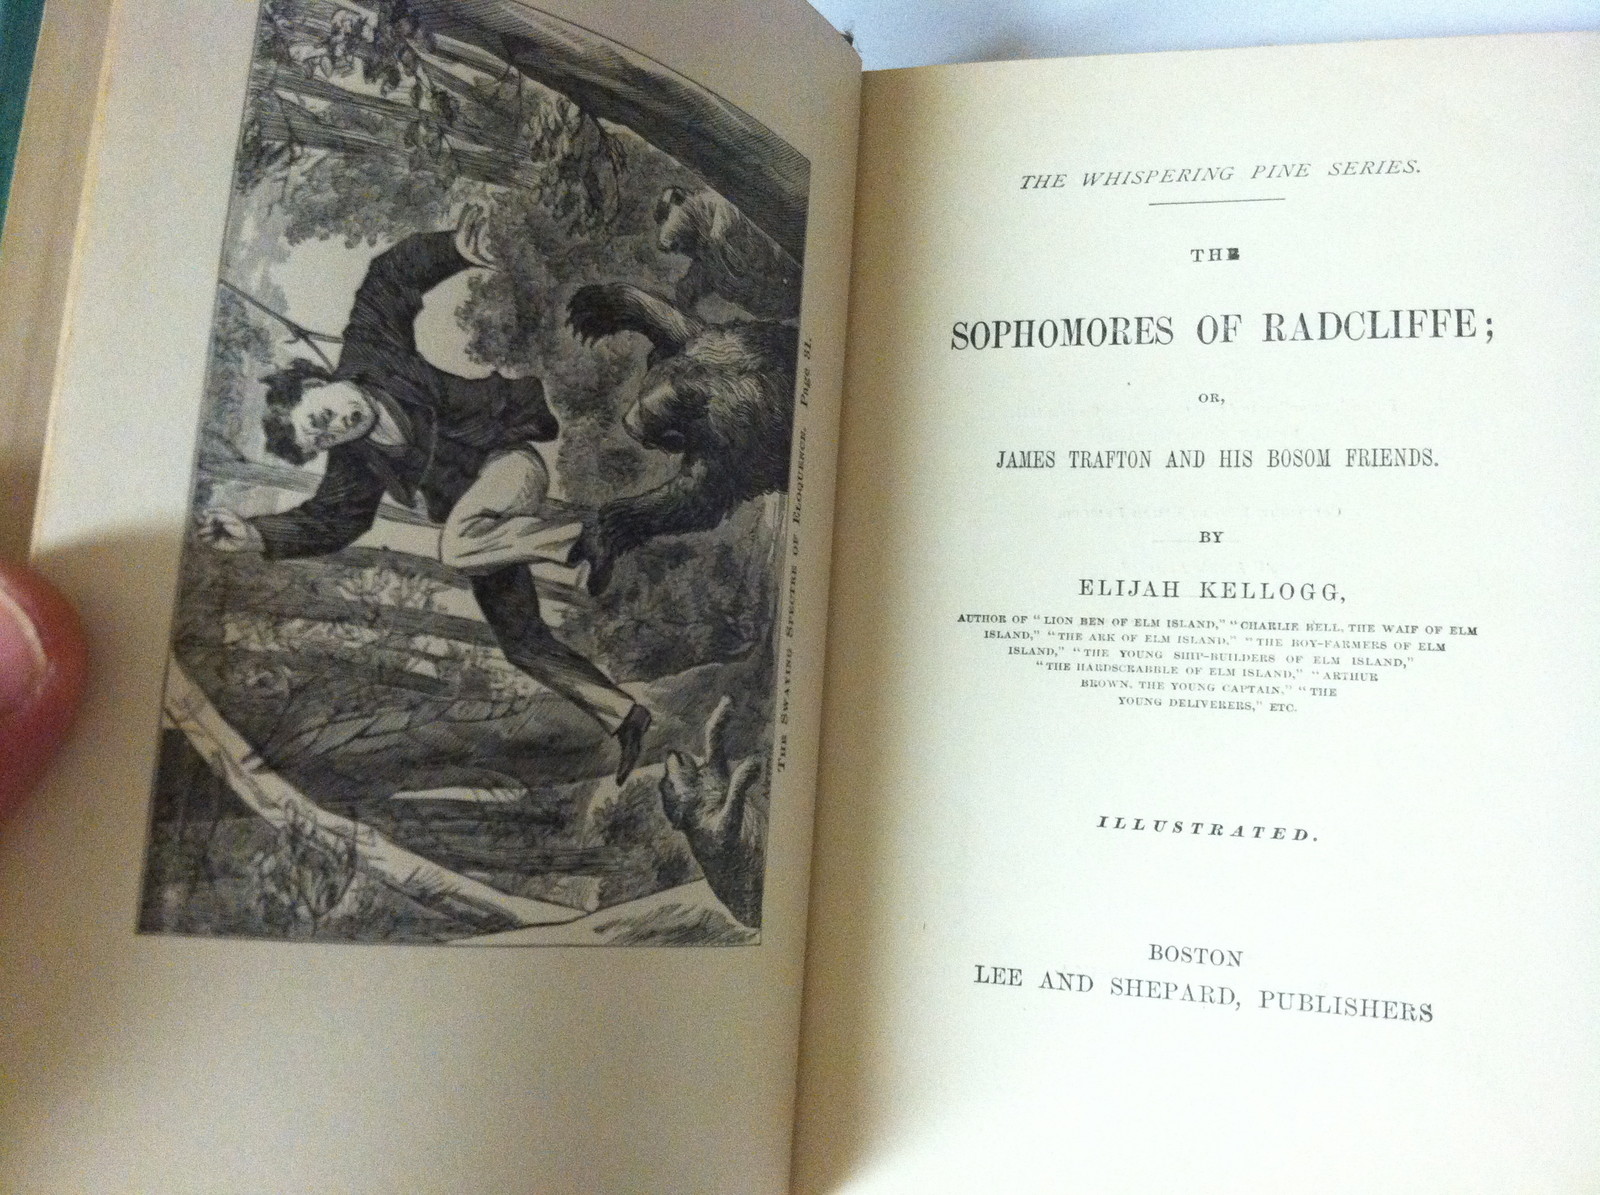 THE SWAYING SPECTRE OF ELOQUENCE. Page 81.
THE WHISPERING PINE SERIES.
THE
SOPHOMORES OF RADCLIFFE;
OR,
JAMES TRAFTON AND HIS BOSOM FRIENDS.
BY
ELIJAH KELLOGG,
AUTHOR OF "LION BEN OF ELM ISLAND," "CHARLIE BELL, THE WAIF OF ELM
ISLAND," "THE ARK OF ELM ISLAND," "THE BOY-FARMERS OF ELM
ISLAND," "THE YOUNG SHIP-BUILDERS OF ELM ISLAND,"
"THE HARDSCRABBLE OF ELM ISLAND," "ARTHUR
BROWN, THE YOUNG CAPTAIN," "THE
YOUNG DELIVERERS," ETC.
ILLUSTRATED.
BOSTON
LEE AND SHEPARD, PUBLISHERS